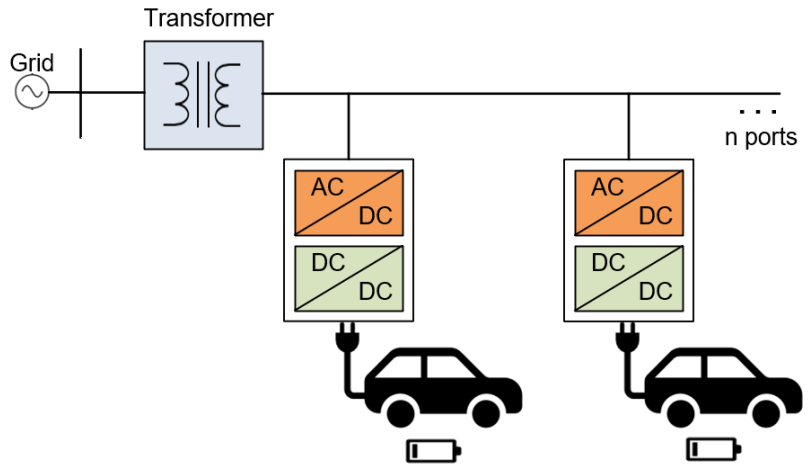 Transformer
Grid
. . .
n ports
AC
DC
AC
DC
DC
DC
DC
DC